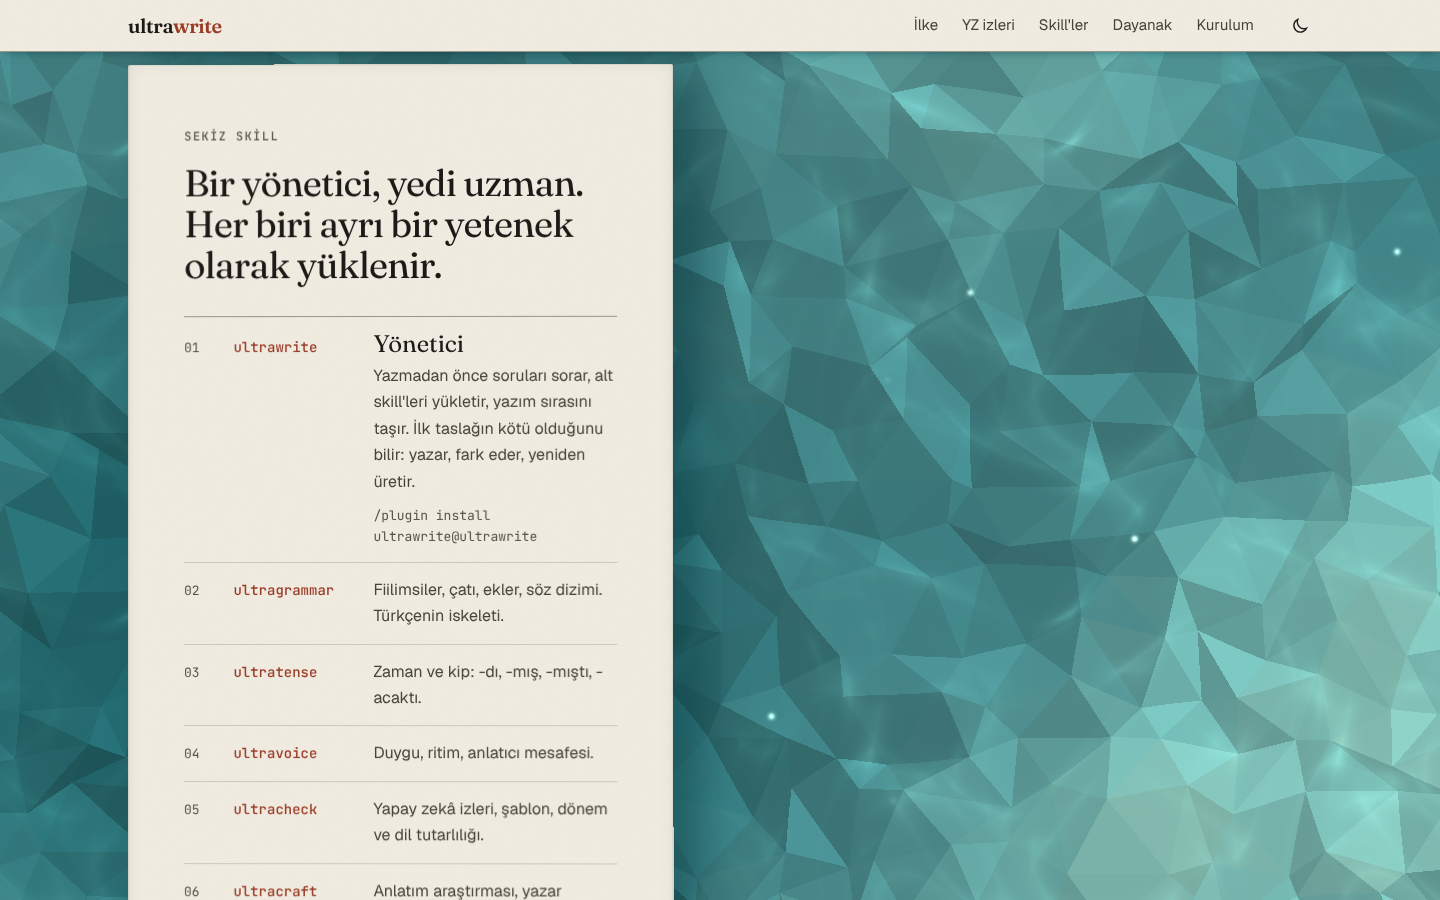 ultrawrite
İlke YZ izleri Skill'ler Dayanak Kurulum
SEKİZ SKİLL
Bir yönetici, yedi uzman.
Her biri ayrı bir yetenek
olarak yüklenir.
01 ultrawrite Yönetici
Yazmadan önce soruları sorar, alt
skill'leri yükletir, yazım sırasını
taşır. İlk taslağın kötü olduğunu
bilir: yazar, fark eder, yeniden
üretir.
/plugin install
ultrawrite@ultrawrite
02 ultragrammar Fiilimsiler, çatı, ekler, söz dizimi.
Türkçenin iskeleti.
03 ultratense Zaman ve kip: -dı, -mış, -mıştı, -
acaktı.
04 ultravoice Duygu, ritim, anlatıcı mesafesi.
05 ultracheck Yapay zekâ izleri, şablon, dönem
ve dil tutarlılığı.
06 ultracraft Anlatım araştırması, yazar